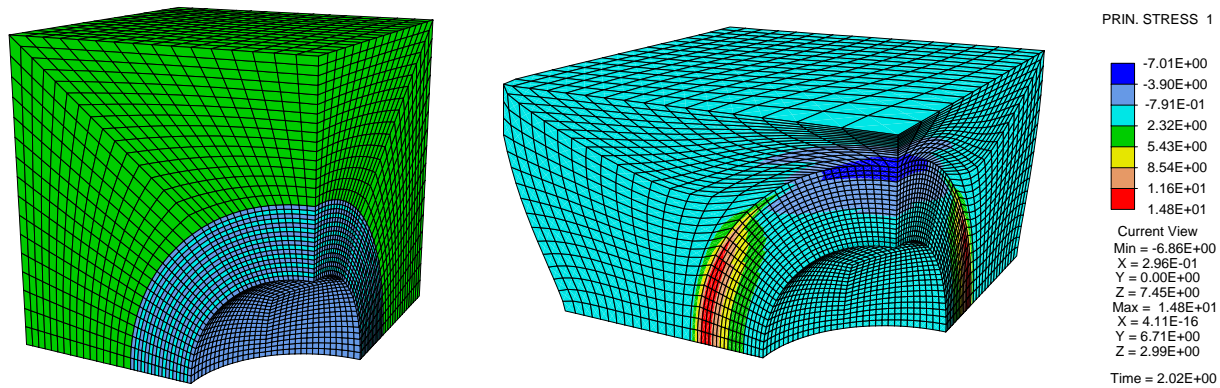 PRIN. STRESS 1
-7.01E+00
-3.90E+00
-7.91E-01
2.32E+00
5.43E+00
8.54E+00
1.16E+01
1.48E+01
Current View
Min = -6.86E+00
X = 2.96E-01
Y = 0.00E+00
Z = 7.45E+00
Max = 1.48E+01
X = 4.11E-16
Y = 6.71E+00
Z = 2.99E+00
Time = 2.02E+00